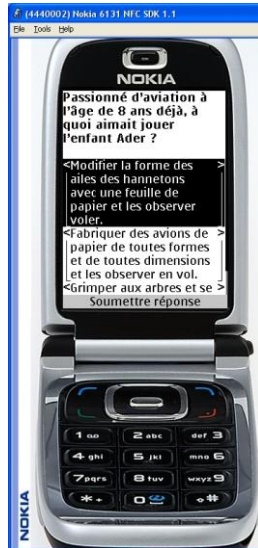 (4440002) Nokia 6131 NFC SDK 1.1
File Tools Help
NOKIA
Passionné d'aviation à
l'âge de 8 ans déjà, à
quoi aimait jouer
l'enfant Ader ?
<Modifier la forme des >
ailes des hannetons
avec une feuille de
papier et les observer
voler.
<Fabriquer des avions de >
papier de toutes formes
et de toutes dimensions
et les observer en vol.
<Grimper aux arbres et se >
Soumettre réponse
1 2 abc def 3
4 ghi 5 jkl mno 6
7 pqrs 8 tuv wxyz 9
* + 0 #
NOKIA